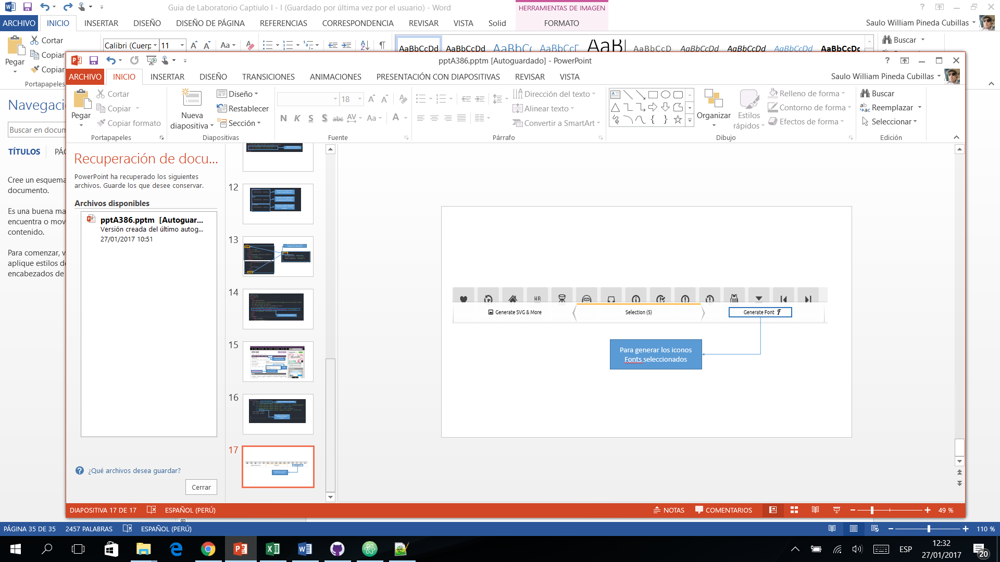 Guia de Laboratorio Captiulo I - I (Guardado por última vez por el usuario) - Word
HERRAMIENTAS DE IMAGEN
ARCHIVO INICIO INSERTAR DISEÑO DISEÑO DE PÁGINA REFERENCIAS CORRESPONDENCIA REVISAR VISTA Solid FORMATO
Saulo William Pineda Cubillas
Cortar
Copiar
Copiar
Pegar
Portapapeles
Calibri (Cuerp 11
Aa
AaBbCcDd AaBbCcDd AaBbCc AaBbCcD AaB AaBbCcD AaBbCcDd AaBbCcDd AaBbCcDd AaBbCcDc
Buscar
Navegaci
Buscar en docum
TÍTULOS PÁG
Cree un esquema
documento.
Es una buena ma
encuentra o mov
contenido.
Para comenzar, v
aplique estilos de
encabezados de
pptA386.pptm [Autoguardado] - PowerPoint
ARCHIVO INICIO INSERTAR DISEÑO TRANSICIONES ANIMACIONES PRESENTACIÓN CON DIAPOSITIVAS REVISAR VISTA
Saulo William Pineda Cubillas
Pegar
Cortar
Copiar
Copiar formato
Portapapeles
Nueva
diapositiva
Diseño
Restablecer
Sección
Diapositivas
18
N K S S abc AV Aa A
Fuente
Dirección del texto
Alinear texto
Convertir a SmartArt
Párrafo
Organizar
Estilos
rápidos
Relleno de forma
Contorno de forma
Efectos de forma
Dibujo
Buscar
Reemplazar
Seleccionar
Edición
Recuperación de docu...
PowerPoint ha recuperado los siguientes
archivos. Guarde los que desee conservar.
Archivos disponibles
pptA386.pptm [Autoguar...
Versión creada del último autog...
27/01/2017 10:51
¿Qué archivos desea guardar?
Cerrar
12
13
14
15
16
17
HR
Generate SVG & More
Selection (5)
Generate Font
Para generar los iconos
Fonts seleccionados
DIAPOSITIVA 17 DE 17 ESPAÑOL (PERÚ) NOTAS COMENTARIOS 49 %
PÁGINA 35 DE 35 2457 PALABRAS ESPAÑOL (PERÚ) 110 %
ESP
12:32
27/01/2017
20